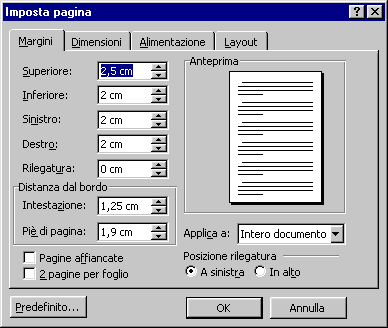 Imposta pagina
Margini Dimensioni Alimentazione Layout
Superiore: 2,5 cm
Inferiore: 2 cm
Sinistro: 2 cm
Destro: 2 cm
Rilegatura: 0 cm
Distanza dal bordo
Intestazione: 1,25 cm
Piè di pagina: 1,9 cm
Pagine affiancate
2 pagine per foglio
Anteprima
Applica a: Intero documento
Posizione rilegatura
A sinistra In alto
Predefinito... OK Annulla